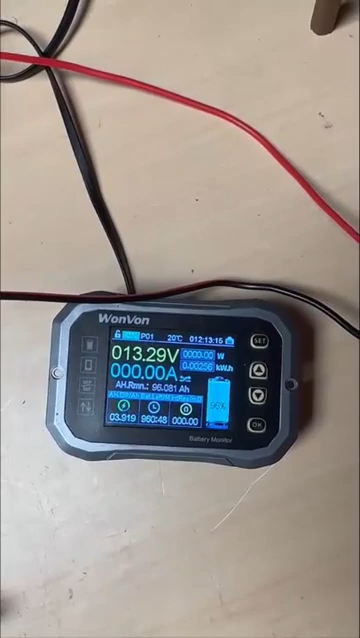 WonVon
P01 20℃ 012:13:15
013.29V 0000.00 W
000.00A 0.00256 kW.h
AH.Rmn.: 96.081 Ah
96%
03.919 960:48 000.00
SET
OK
Battery Monitor